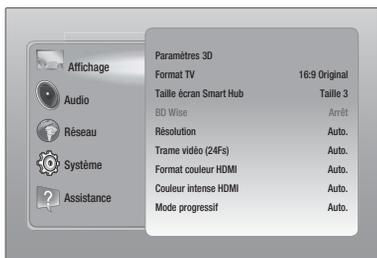 Affichage
Audio
Réseau
Système
Assistance
Paramètres 3D
Format TV 16:9 Original
Taille écran Smart Hub Taille 3
BD Wise Arrêt
Résolution Auto.
Trame vidéo (24Fs) Auto.
Format couleur HDMI Auto.
Couleur intense HDMI Auto.
Mode progressif Auto.